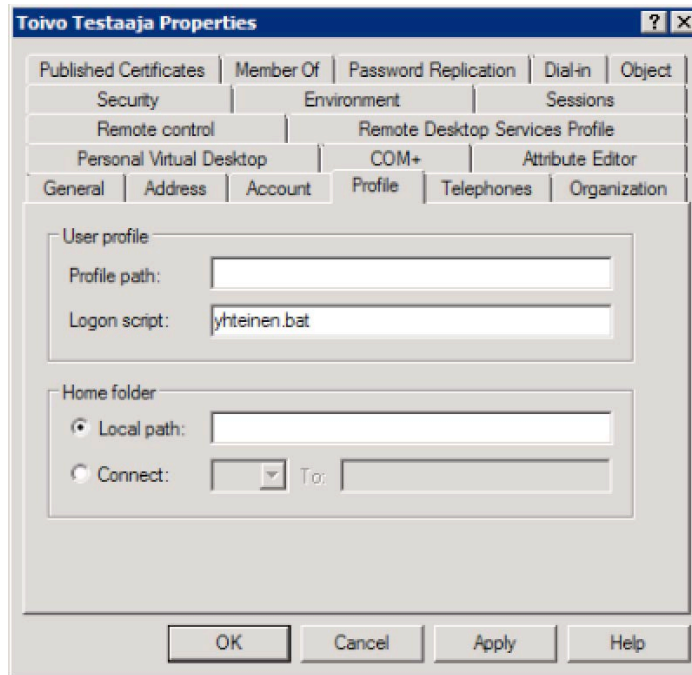 Toivo Testaaja Properties
Published Certificates Member Of Password Replication Dial-in Object
Security Environment Sessions
Remote control Remote Desktop Services Profile
Personal Virtual Desktop COM+ Attribute Editor
General Address Account Profile Telephones Organization
User profile
Profile path:
Logon script: yhteinen.bat
Home folder
Local path:
Connect: To:
OK Cancel Apply Help